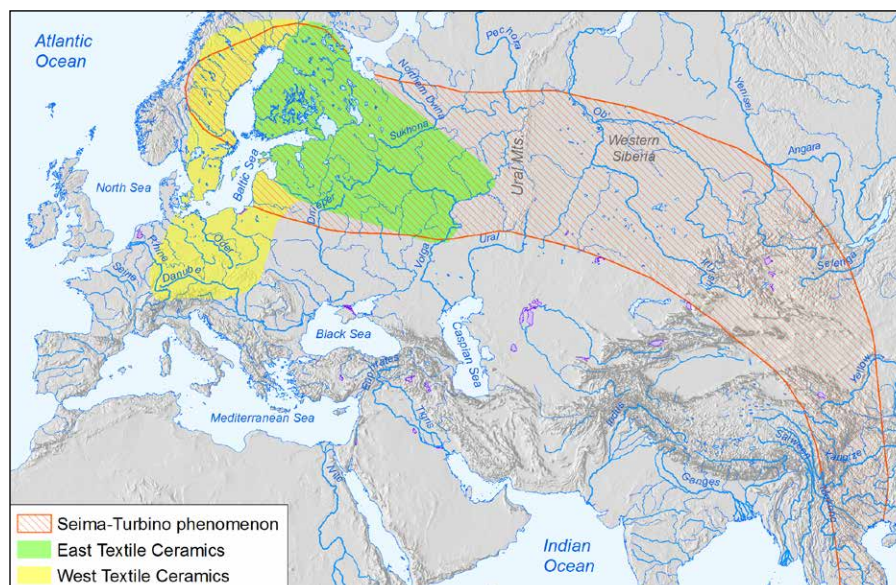 Atlantic
Ocean
Pechora
Northern Dvina
Yenisei
Ob
Sukhona
Ural Mts.
Western
Siberia
Angara
North Sea
Baltic Sea
Dnieper
Selenga
Rhine
Oder
Volga
Ural
Irtysh
Seine
Danube
Black Sea
Caspian Sea
Yellow
Euphrates
Tigris
Mediterranean Sea
Indus
Salween
Yangtze
Mekong
Ganges
Nile
Seima-Turbino phenomenon
East Textile Ceramics
West Textile Ceramics
Indian
Ocean